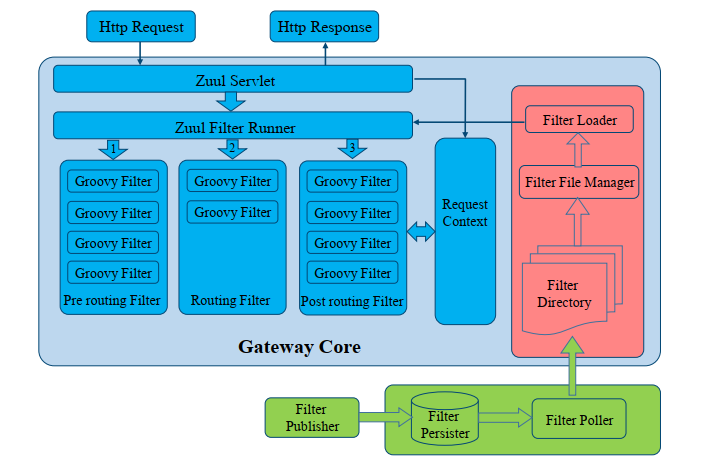 Http Request
Http Response
Zuul Servlet
Zuul Filter Runner
1
2
3
Groovy Filter
Groovy Filter
Groovy Filter
Groovy Filter
Pre routing Filter
Groovy Filter
Groovy Filter
Routing Filter
Groovy Filter
Groovy Filter
Groovy Filter
Groovy Filter
Post routing Filter
Request
Context
Filter Loader
Filter File Manager
Filter
Directory
Gateway Core
Filter
Publisher
Filter
Persister
Filter Poller